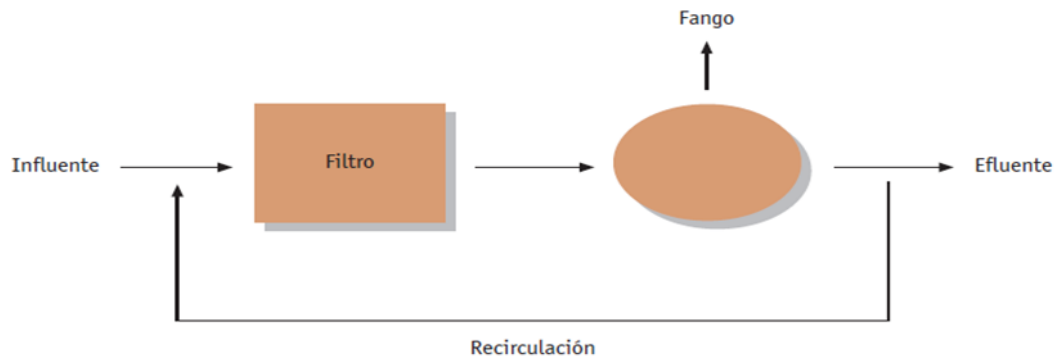 Fango
Influente
Filtro
Efluente
Recirculación